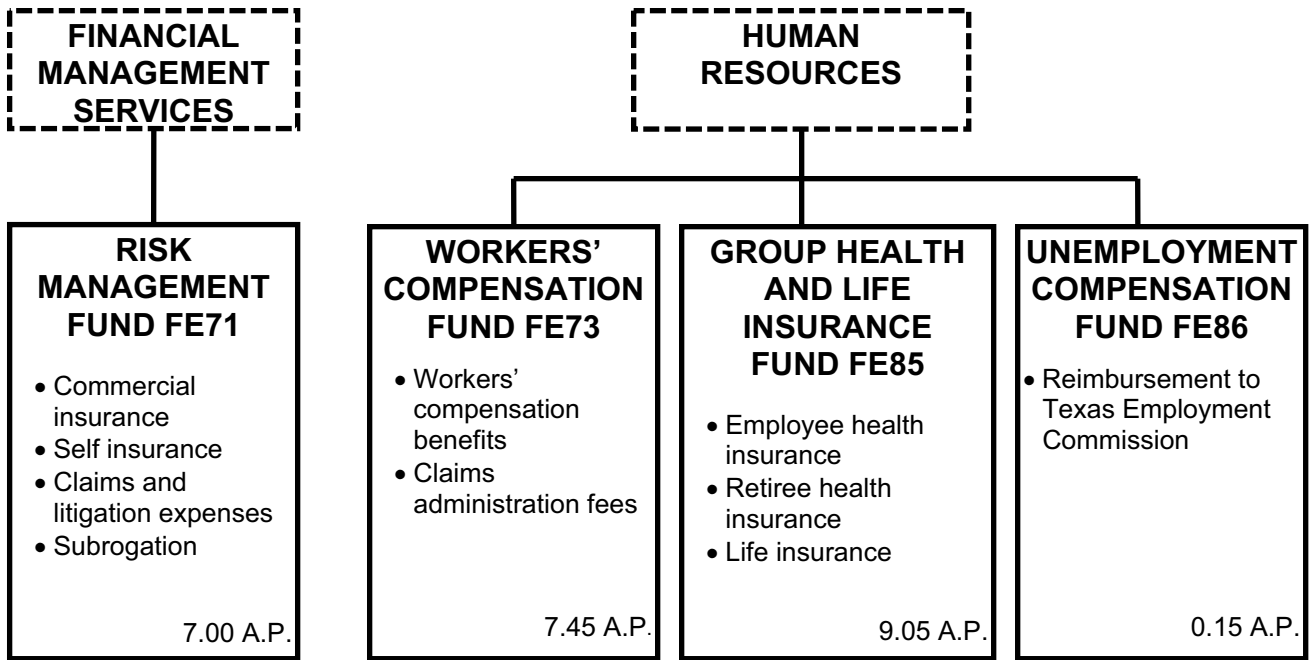 FINANCIAL
MANAGEMENT
SERVICES
HUMAN
RESOURCES
RISK
MANAGEMENT
FUND FE71
• Commercial
insurance
• Self insurance
• Claims and
litigation expenses
• Subrogation
7.00 A.P.
WORKERS’
COMPENSATION
FUND FE73
• Workers’
compensation
benefits
• Claims
administration fees
7.45 A.P.
GROUP HEALTH
AND LIFE
INSURANCE
FUND FE85
• Employee health
insurance
• Retiree health
insurance
• Life insurance
9.05 A.P.
UNEMPLOYMENT
COMPENSATION
FUND FE86
• Reimbursement to
Texas Employment
Commission
0.15 A.P.